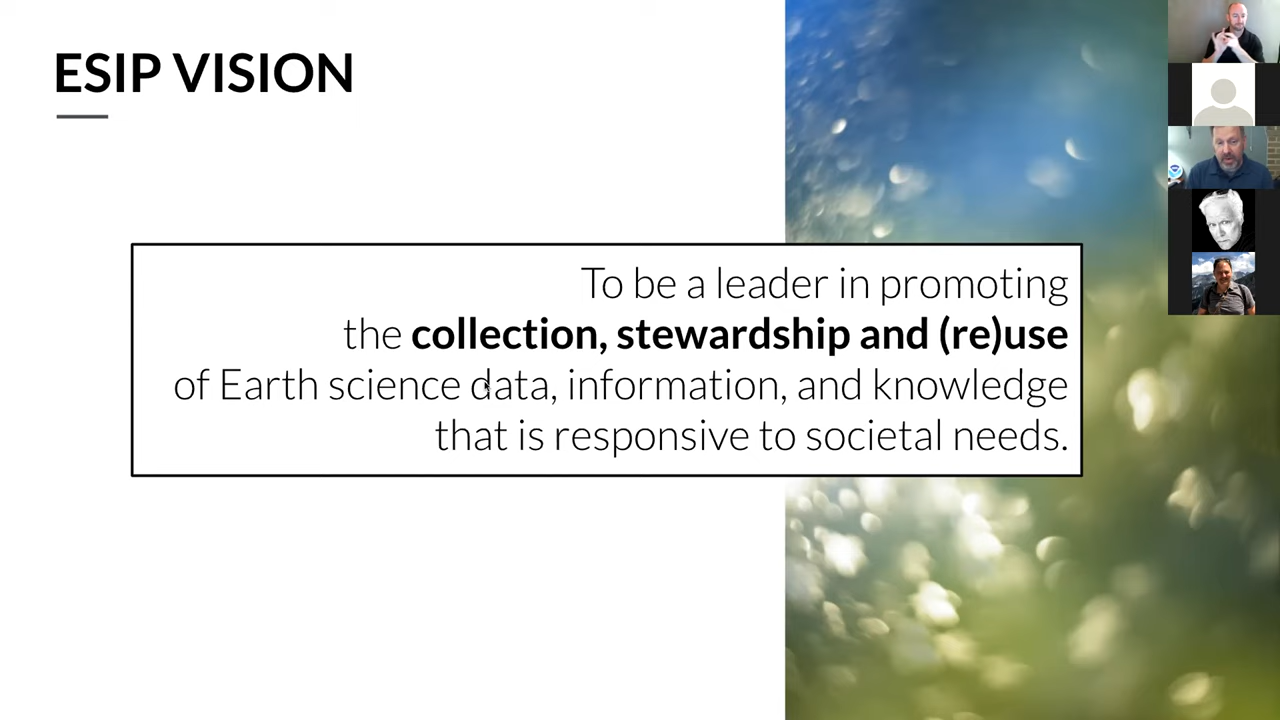 ESIP VISION
To be a leader in promoting
the collection, stewardship and (re)use
of Earth science data, information, and knowledge
that is responsive to societal needs.